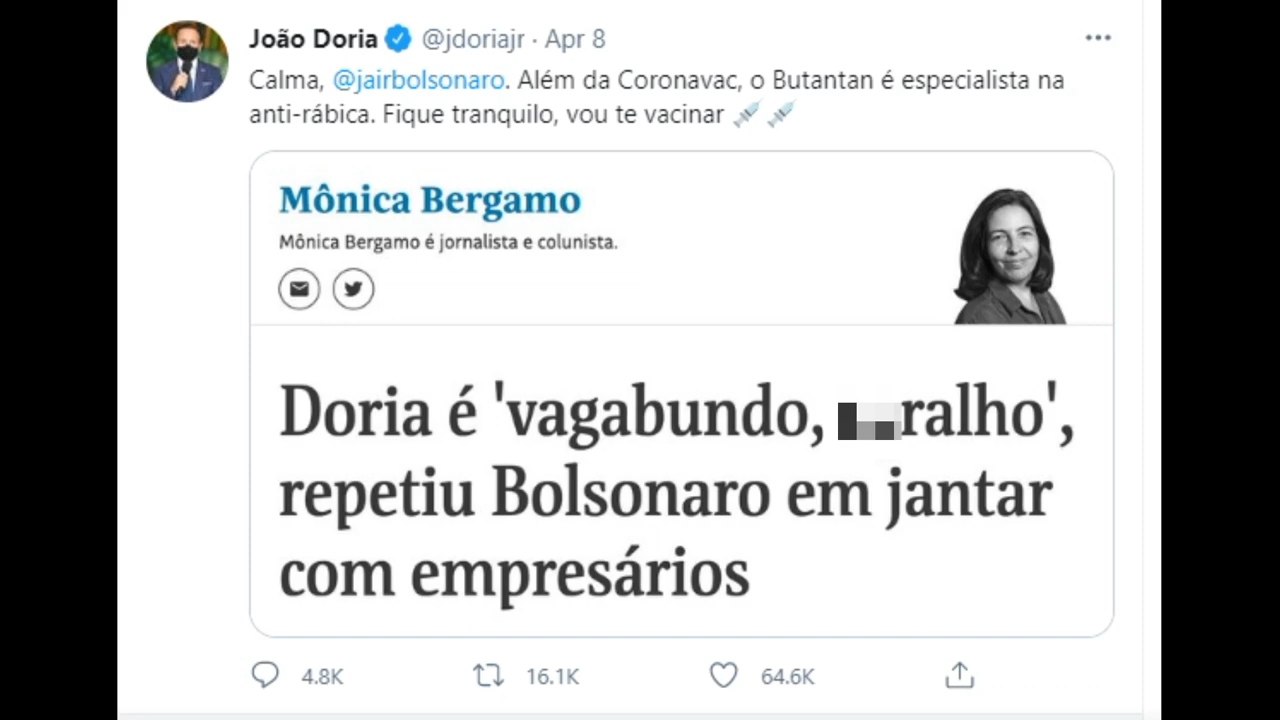 João Doria @jdoriajr · Apr 8
Calma, @jairbolsonaro. Além da Coronavac, o Butantan é especialista na
anti-rábica. Fique tranquilo, vou te vacinar
Mônica Bergamo
Mônica Bergamo é jornalista e colunista.
Doria é 'vagabundo, ralho',
repetiu Bolsonaro em jantar
com empresários
4.8K 16.1K 64.6K